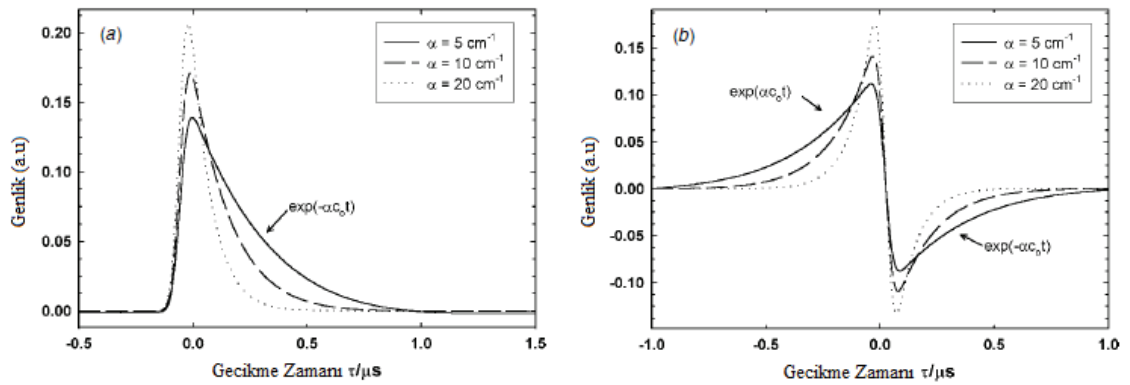 (a)
α = 5 cm⁻¹
α = 10 cm⁻¹
α = 20 cm⁻¹
exp(-αc₀t)
Genlik (a.u)
0.20
0.15
0.10
0.05
0.00
-0.5
0.0
0.5
1.0
1.5
Gecikme Zamanı τ/μs
(b)
α = 5 cm⁻¹
α = 10 cm⁻¹
α = 20 cm⁻¹
exp(αc₀t)
exp(-αc₀t)
Genlik (a.u)
0.15
0.10
0.05
0.00
-0.05
-0.10
-1.0
-0.5
0.0
0.5
1.0
Gecikme Zamanı τ/μs